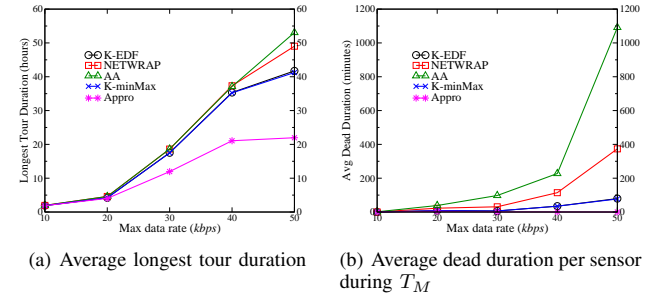 60
50
40
30
20
10
0
Longest Tour Duration (hours)
K-EDF
NETWRAP
AA
K-minMax
Appro
60
50
40
30
20
10
0
10
20
30
40
50
Max data rate (kbps)
(a) Average longest tour duration
1200
1000
800
600
400
200
0
Avg Dead Duration (minutes)
K-EDF
NETWRAP
AA
K-minMax
Appro
1200
1000
800
600
400
200
0
10
20
30
40
50
Max data rate (kbps)
(b) Average dead duration per sensor
during T_M